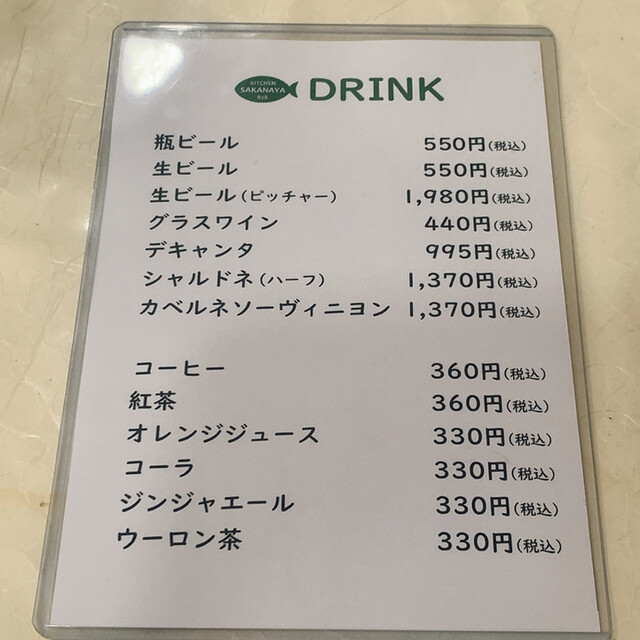 KITCHEN
SAKANAYA
DRINK
瓶ビール 550円(税込)
生ビール 550円(税込)
生ビール(ピッチャー) 1,980円(税込)
グラスワイン 440円(税込)
デキャンタ 995円(税込)
シャルドネ(ハーフ) 1,370円(税込)
カベルネソーヴィニヨン 1,370円(税込)
コーヒー 360円(税込)
紅茶 360円(税込)
オレンジジュース 330円(税込)
コーラ 330円(税込)
ジンジャエール 330円(税込)
ウーロン茶 330円(税込)